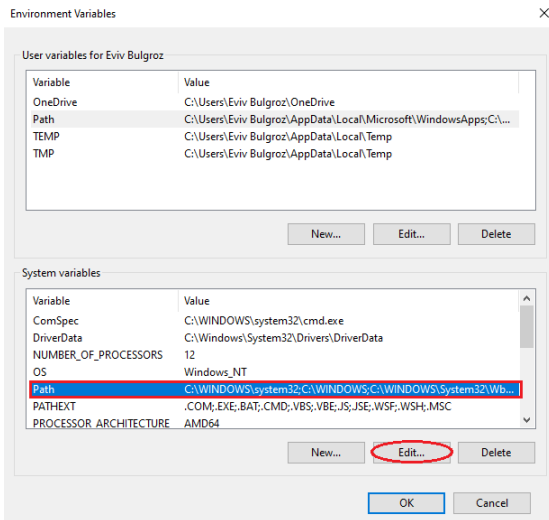 Environment Variables
User variables for Eviv Bulgroz
Variable Value
OneDrive C:\Users\Eviv Bulgroz\OneDrive
Path C:\Users\Eviv Bulgroz\AppData\Local\Microsoft\WindowsApps;C:\...
TEMP C:\Users\Eviv Bulgroz\AppData\Local\Temp
TMP C:\Users\Eviv Bulgroz\AppData\Local\Temp
New... Edit... Delete
System variables
Variable Value
ComSpec C:\WINDOWS\system32\cmd.exe
DriverData C:\Windows\System32\Drivers\DriverData
NUMBER_OF_PROCESSORS 12
OS Windows_NT
Path C:\WINDOWS\system32;C:\WINDOWS;C:\WINDOWS\System32\Wb...
PATHEXT .COM;.EXE;.BAT;.CMD;.VBS;.VBE;.JS;.JSE;.WSF;.WSH;.MSC
PROCESSOR_ARCHITECTURE AMD64
New... Edit... Delete
OK Cancel